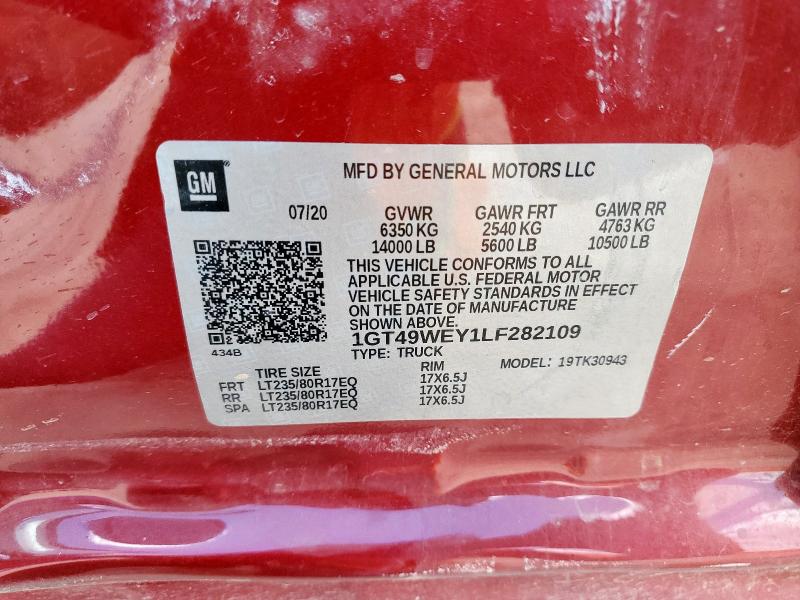 GM
MFD BY GENERAL MOTORS LLC
07/20 GVWR GAWR FRT GAWR RR
6350 KG 2540 KG 4763 KG
14000 LB 5600 LB 10500 LB
THIS VEHICLE CONFORMS TO ALL
APPLICABLE U.S. FEDERAL MOTOR
VEHICLE SAFETY STANDARDS IN EFFECT
ON THE DATE OF MANUFACTURE
SHOWN ABOVE.
1GT49WEY1LF282109
434B
TYPE: TRUCK
MODEL: 19TK30943
TIRE SIZE RIM
FRT LT235/80R17EQ 17X6.5J
RR LT235/80R17EQ 17X6.5J
SPA LT235/80R17EQ 17X6.5J